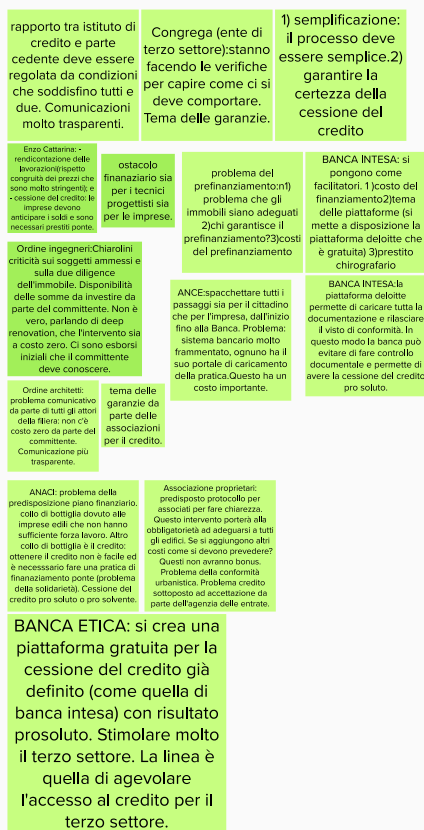 rapporto tra istituto di
credito e parte
cedente deve essere
regolata da condizioni
che soddisfino tutti e
due. Comunicazioni
molto trasparenti.
Congrega (ente di
terzo settore):stanno
facendo le verifiche
per capire come ci si
deve comportare.
Tema delle garanzie.
1) semplificazione:
il processo deve
essere semplice.2)
garantire la
certezza della
cessione del
credito
Enzo Cattarina: -
rendicontazione delle
lavorazioni(rispetto
congruità dei prezzi che
sono molto stringenti); e
- cessione del credito: le
imprese devono
anticipare i soldi e sono
necessari prestiti ponte.
ostacolo
finanaziario sia
per i tecnici
progettisti sia
per le imprese.
problema del
prefinanziamento:n1)
problema che gli
immobili siano adeguati
2)chi garantisce il
prefinanziamento?3)costi
del prefinanziamento
BANCA INTESA: si
pongono come
facilitatori. 1 )costo del
finanziamento2)tema
delle piattaforme (si
mette a disposizione la
piattaforma deloitte che
è gratuita) 3)prestito
chirografario
Ordine ingegneri:Chiarolini
criticità sui soggetti ammessi e
sulla due diligence
dell'immobile. Disponibilità
delle somme da investire da
parte del committente. Non è
vero, parlando di deep
renovation, che l'intervento sia
a costo zero. Ci sono esborsi
iniziali che il committente
deve conoscere.
ANCE:spacchettare tutti i
passaggi sia per il cittadino
che per l'impresa, dall'inizio
fino alla Banca. Problema:
sistema bancario molto
frammentato, ognuno ha il
suo portale di caricamento
della pratica.Questo ha un
costo importante.
BANCA INTESA:la
piattaforma deloitte
permette di caricare tutta la
documentazione e rilasciare
il visto di conformità. In
questo modo la banca può
evitare di fare controllo
documentale e permette di
avere la cessione del credito
pro soluto.
Ordine architetti:
problema comunicativo
da parte di tutti gli attori
della filiera: non c'è
costo zero da parte del
committente.
Comunicazione più
trasparente.
tema delle
garanzie da
parte delle
associazioni
per il credito.
ANACI: problema della
predisposizione piano finanziario.
collo di bottiglia dovuto alle
imprese edili che non hanno
sufficiente forza lavoro. Altro
collo di bottiglia è il credito:
ottenere il credito non è facile ed
è necesssario fare una pratica di
finanaziamento ponte (problema
della solidarietà). Cessione del
credito pro soluto o pro solvente.
Associazione proprietari:
predisposto protocollo per
associati per fare chiarezza.
Questo intervento porterà alla
obbligatorietà ad adeguarsi a tutti
gli edifici. Se si aggiungono altri
costi come si devono prevedere?
Questi non avranno bonus.
Problema della conformità
urbanistica. Problema credito
sottoposto ad accettazione da
parte dell'agenzia delle entrate.
BANCA ETICA: si crea una
piattaforma gratuita per la
cessione del credito già
definito (come quella di
banca intesa) con risultato
prosoluto. Stimolare molto
il terzo settore. La linea è
quella di agevolare
l'accesso al credito per il
terzo settore.